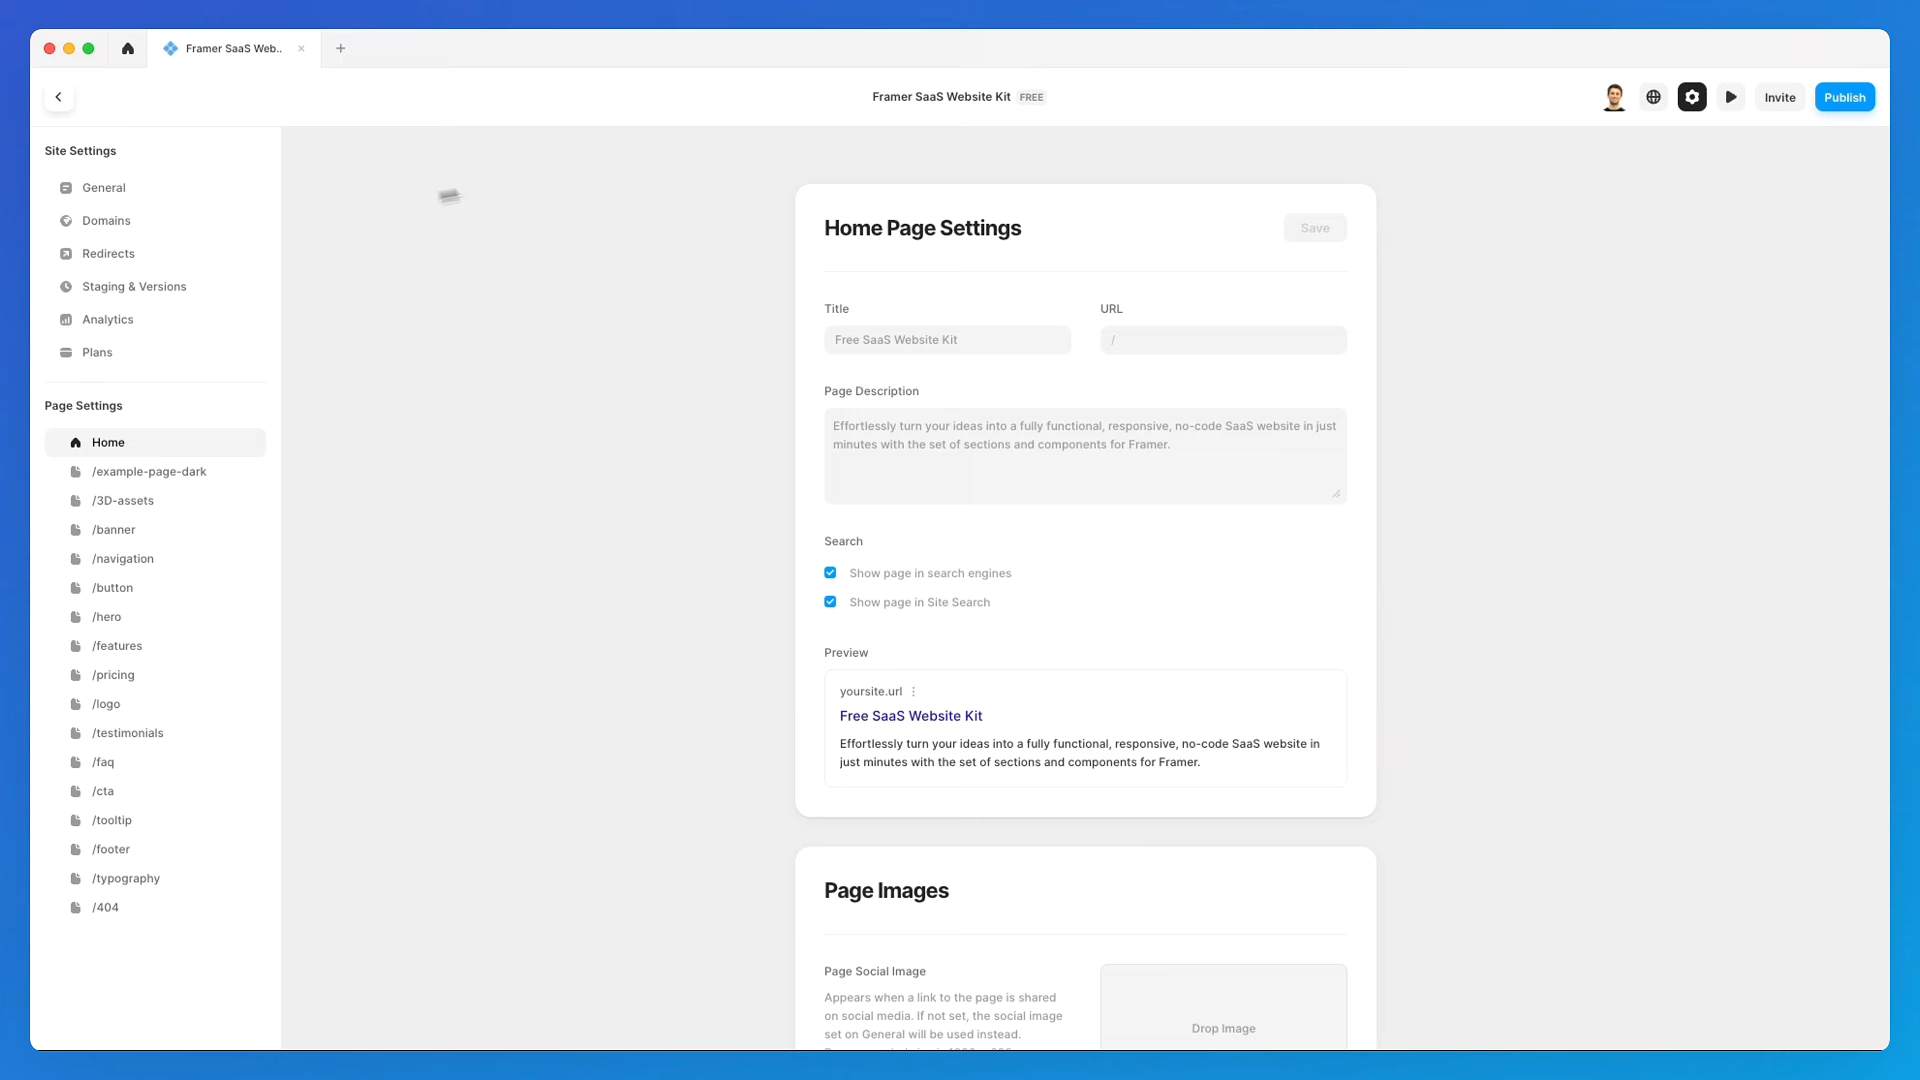 Framer SaaS Web..
Framer SaaS Website Kit FREE
Invite
Publish
Site Settings
General
Domains
Redirects
Staging & Versions
Analytics
Plans
Page Settings
Home
/example-page-dark
/3D-assets
/banner
/navigation
/button
/hero
/features
/pricing
/logo
/testimonials
/faq
/cta
/tooltip
/footer
/typography
/404
Home Page Settings
Save
Title
URL
Free SaaS Website Kit
/
Page Description
Effortlessly turn your ideas into a fully functional, responsive, no-code SaaS website in just
minutes with the set of sections and components for Framer.
Search
Show page in search engines
Show page in Site Search
Preview
yoursite.url
Free SaaS Website Kit
Effortlessly turn your ideas into a fully functional, responsive, no-code SaaS website in
just minutes with the set of sections and components for Framer.
Page Images
Page Social Image
Appears when a link to the page is shared
on social media. If not set, the social image
set on General will be used instead.
Drop Image